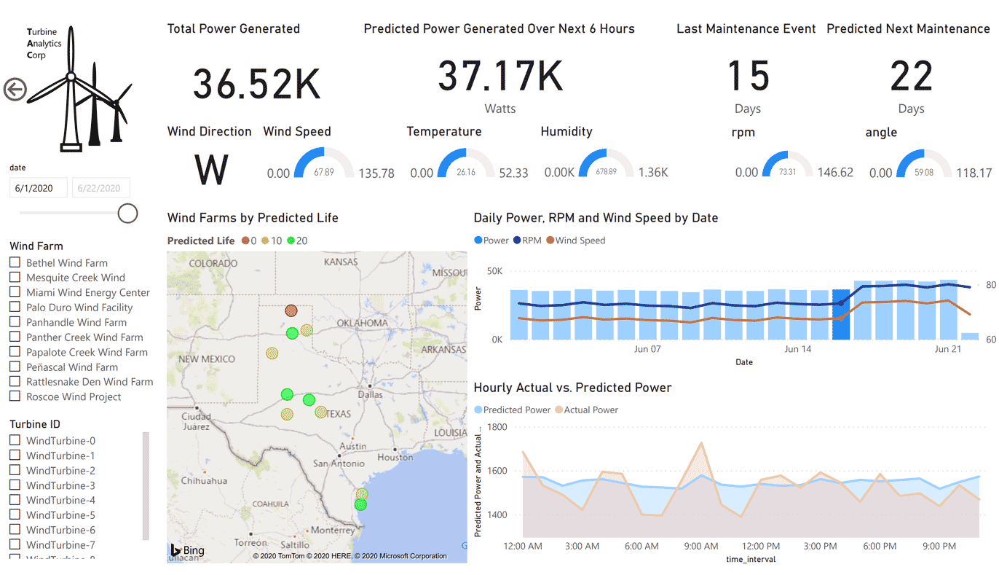 Turbine
Analytics
Corp
Total Power Generated
36.52K
Predicted Power Generated Over Next 6 Hours
37.17K
Watts
Last Maintenance Event
15
Days
Predicted Next Maintenance
22
Days
Wind Direction
W
Wind Speed
0.00 67.89 135.78
Temperature
0.00 26.16 52.33
Humidity
0.00K 678.89 1.36K
rpm
0.00 73.31 146.62
angle
0.00 59.08 118.17
date
6/1/2020 6/22/2020
Wind Farm
Bethel Wind Farm
Mesquite Creek Wind
Miami Wind Energy Center
Palo Duro Wind Facility
Panhandle Wind Farm
Panther Creek Wind Farm
Papalote Creek Wind Farm
Peñascal Wind Farm
Rattlesnake Den Wind Farm
Roscoe Wind Project
Turbine ID
WindTurbine-0
WindTurbine-1
WindTurbine-2
WindTurbine-3
WindTurbine-4
WindTurbine-5
WindTurbine-6
WindTurbine-7
Wind Farms by Predicted Life
Predicted Life 0 10 20
COLORADO
KANSAS
MISSOU
OKLAHOMA
ARKANSAS
NEW MEXICO
Dallas
Ciudad
Juárez
TEXAS
LOUISIA
Austin
Houston
San Antonio
Chihuahua
COAHUILA
Monterrey
Torreón
Saltillo
G
Bing
uliacan
© 2020 TomTom © 2020 HERE, © 2020 Microsoft Corporation
Daily Power, RPM and Wind Speed by Date
Power RPM Wind Speed
50K
80
Power
0K
60
Jun 07 Jun 14 Jun 21
Date
Hourly Actual vs. Predicted Power
Predicted Power Actual Power
1800
1600
1400
Predicted Power and Actual ...
12:00 AM 3:00 AM 6:00 AM 9:00 AM 12:00 PM 3:00 PM 6:00 PM 9:00 PM
time_interval